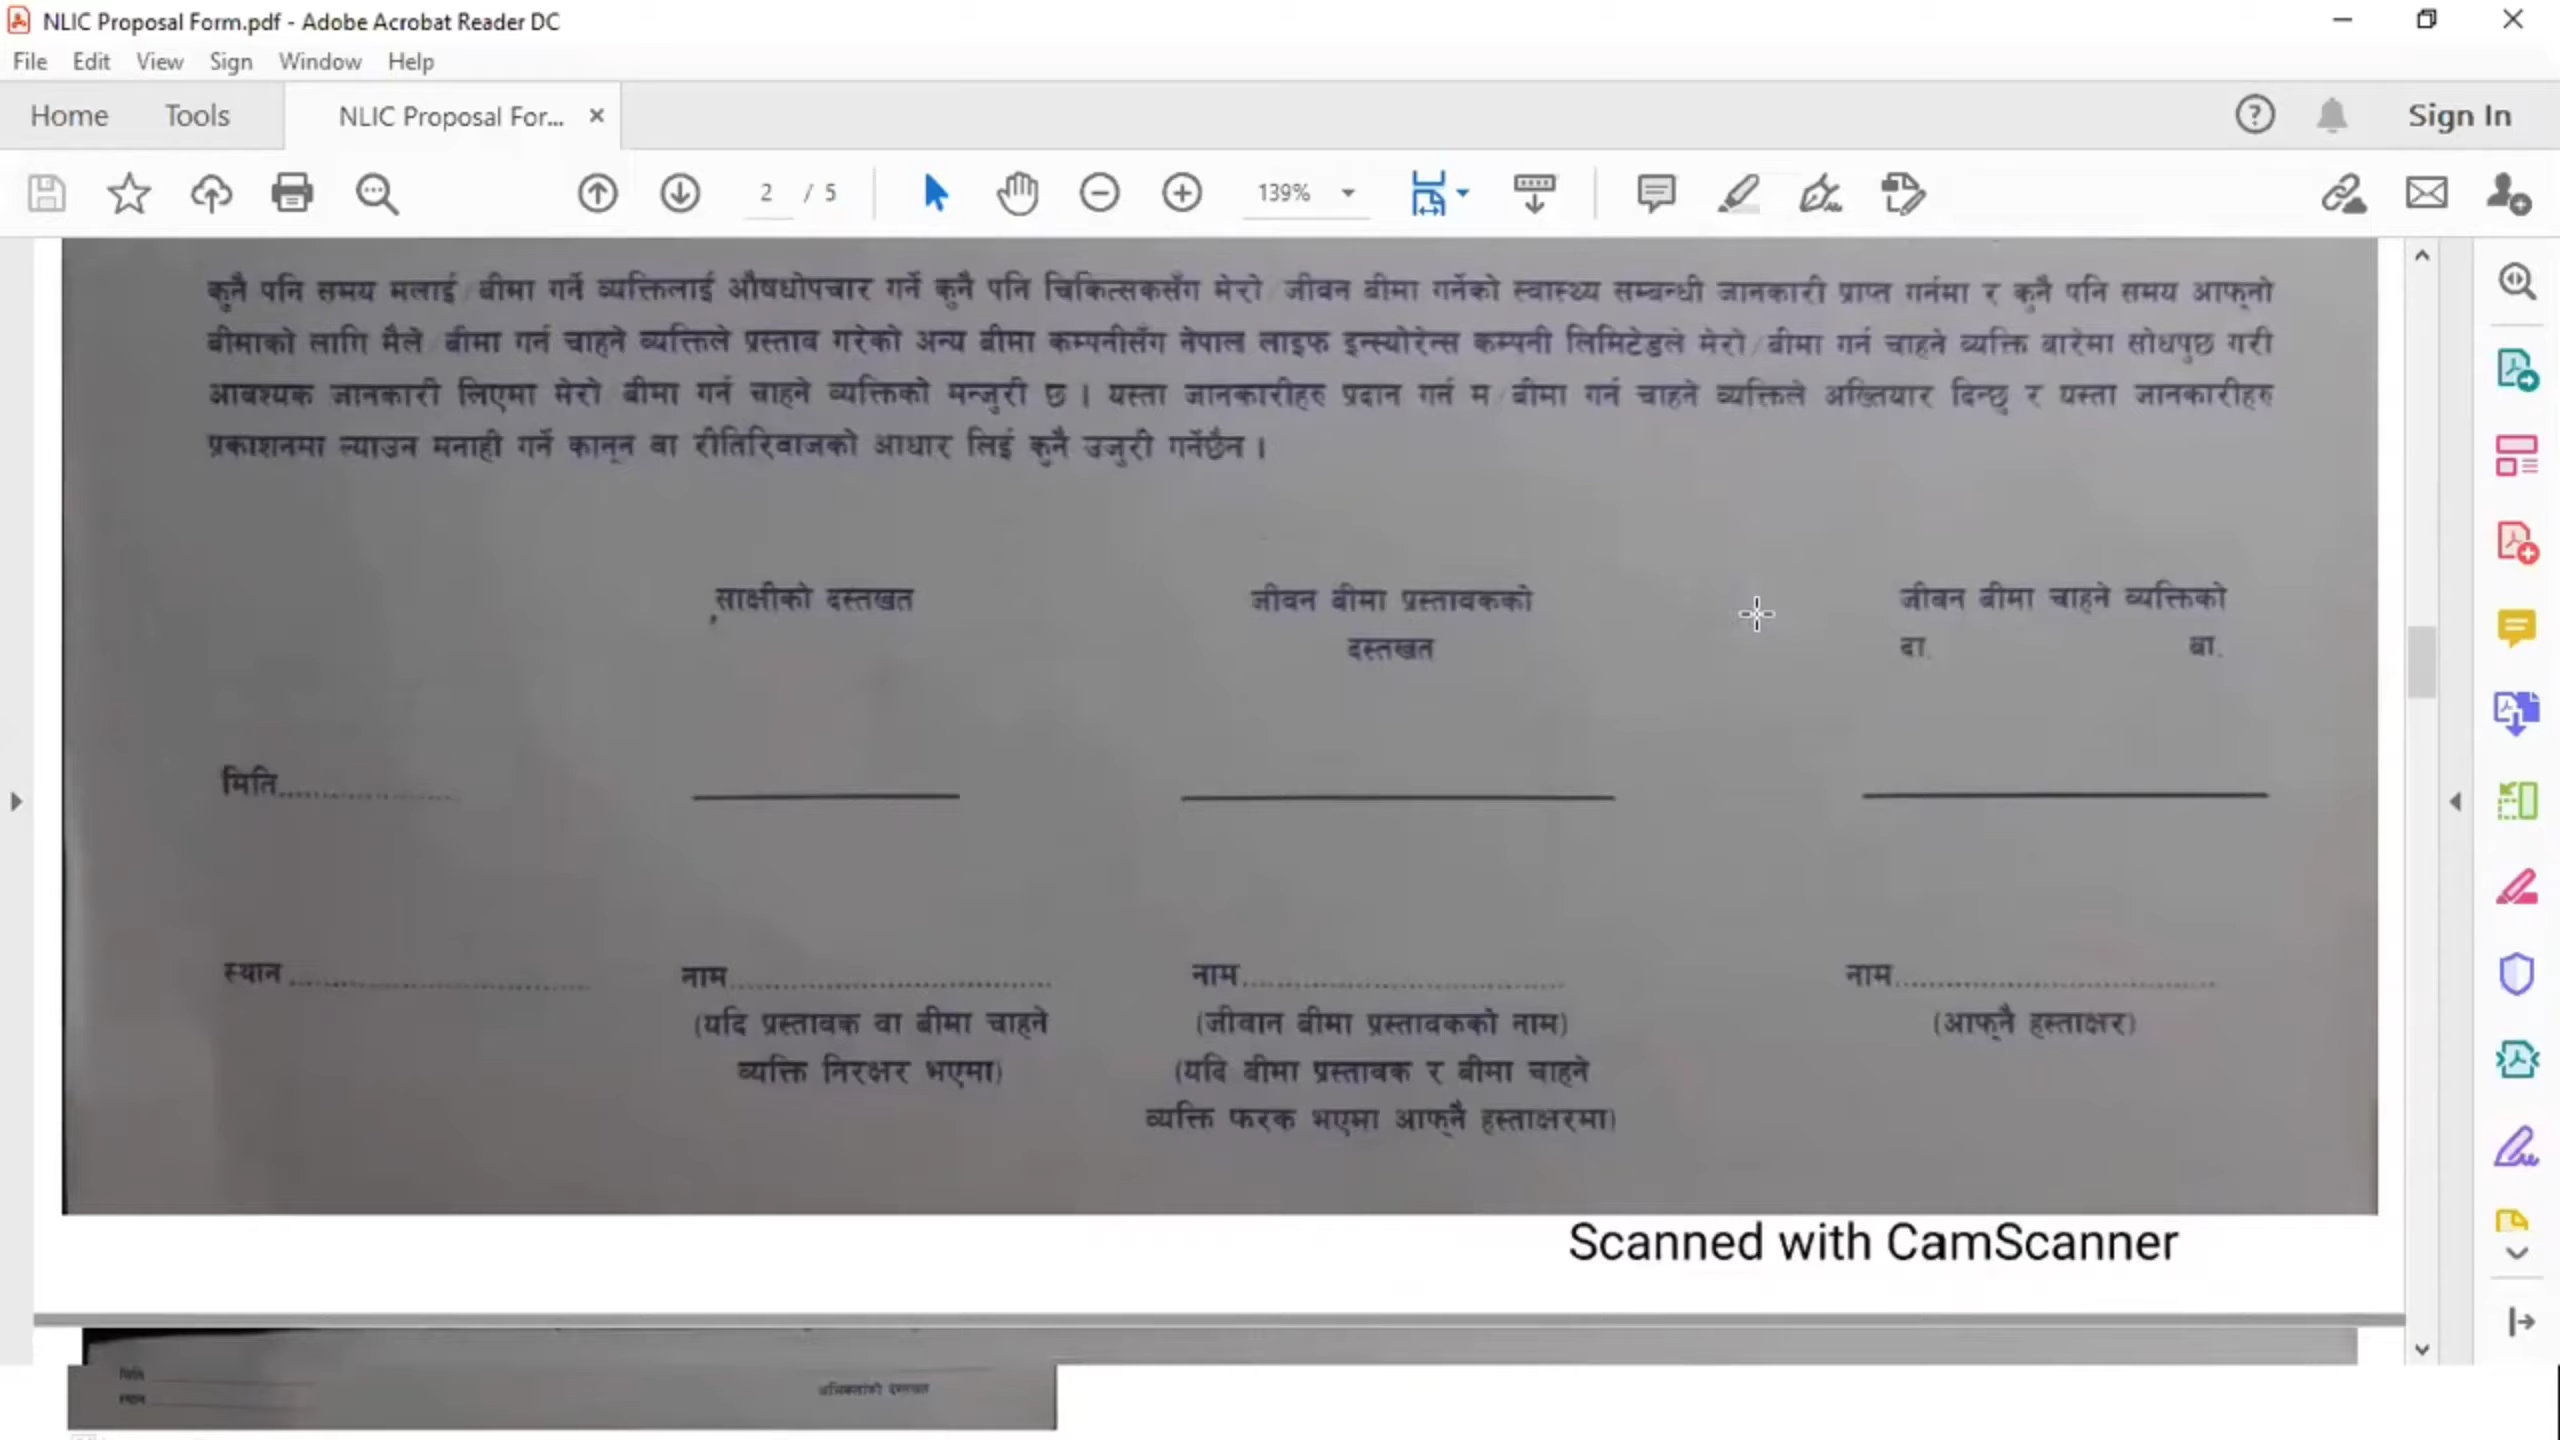 NLIC Proposal Form.pdf - Adobe Acrobat Reader DC
File Edit View Sign Window Help
Home Tools NLIC Proposal For... × Sign In
2 / 5 139%
कुनै पनि समय मलाई/बीमा गर्ने व्यक्तिलाई औषधोपचार गर्ने कुनै पनि चिकित्सकसँग मेरो/जीवन बीमा गर्नेको स्वास्थ्य सम्बन्धी जानकारी प्राप्त गर्नमा र कुनै पनि समय आफ्नो
बीमाको लागि मैले/बीमा गर्न चाहने व्यक्तिले प्रस्ताव गरेको अन्य बीमा कम्पनीसँग नेपाल लाइफ इन्स्योरेन्स कम्पनी लिमिटेडले मेरो/बीमा गर्न चाहने व्यक्ति बारेमा सोधपुछ गरी
आवश्यक जानकारी लिएमा मेरो/बीमा गर्न चाहने व्यक्तिको मन्जुरी छ । यस्ता जानकारीहरु प्रदान गर्न म/बीमा गर्न चाहने व्यक्तिले अख्तियार दिन्छु र यस्ता जानकारीहरु
प्रकाशनमा ल्याउन मनाही गर्ने कानून वा रीतिरिवाजको आधार लिई कुनै उजुरी गर्नेछैन ।
साक्षीको दस्तखत जीवन बीमा प्रस्तावकको जीवन बीमा चाहने व्यक्तिको
दस्तखत दा. बा.
मिति....................
स्थान.................... नाम.................... नाम.................... नाम....................
(यदि प्रस्तावक वा बीमा चाहने (जीवान बीमा प्रस्तावकको नाम) (आफ्नै हस्ताक्षर)
व्यक्ति निरक्षर भएमा) (यदि बीमा प्रस्तावक र बीमा चाहने
व्यक्ति फरक भएमा आफ्नै हस्ताक्षरमा)
Scanned with CamScanner
मिति
स्थान अभिकर्ताको दस्तखत